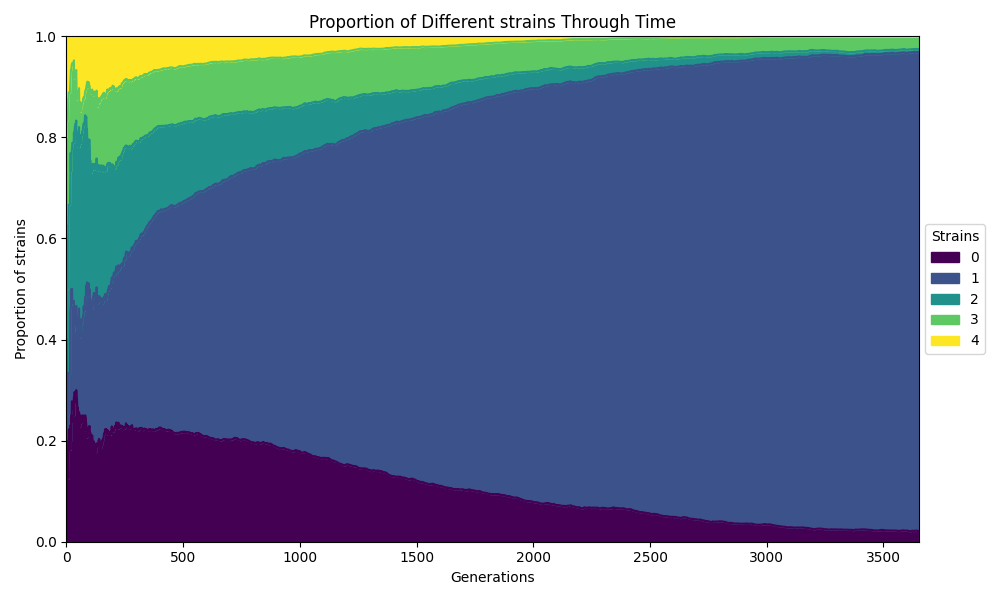 Proportion of Different strains Through Time
Proportion of strains
1.0
0.8
0.6
0.4
0.2
0.0
0 500 1000 1500 2000 2500 3000 3500
Generations
Strains
0
1
2
3
4